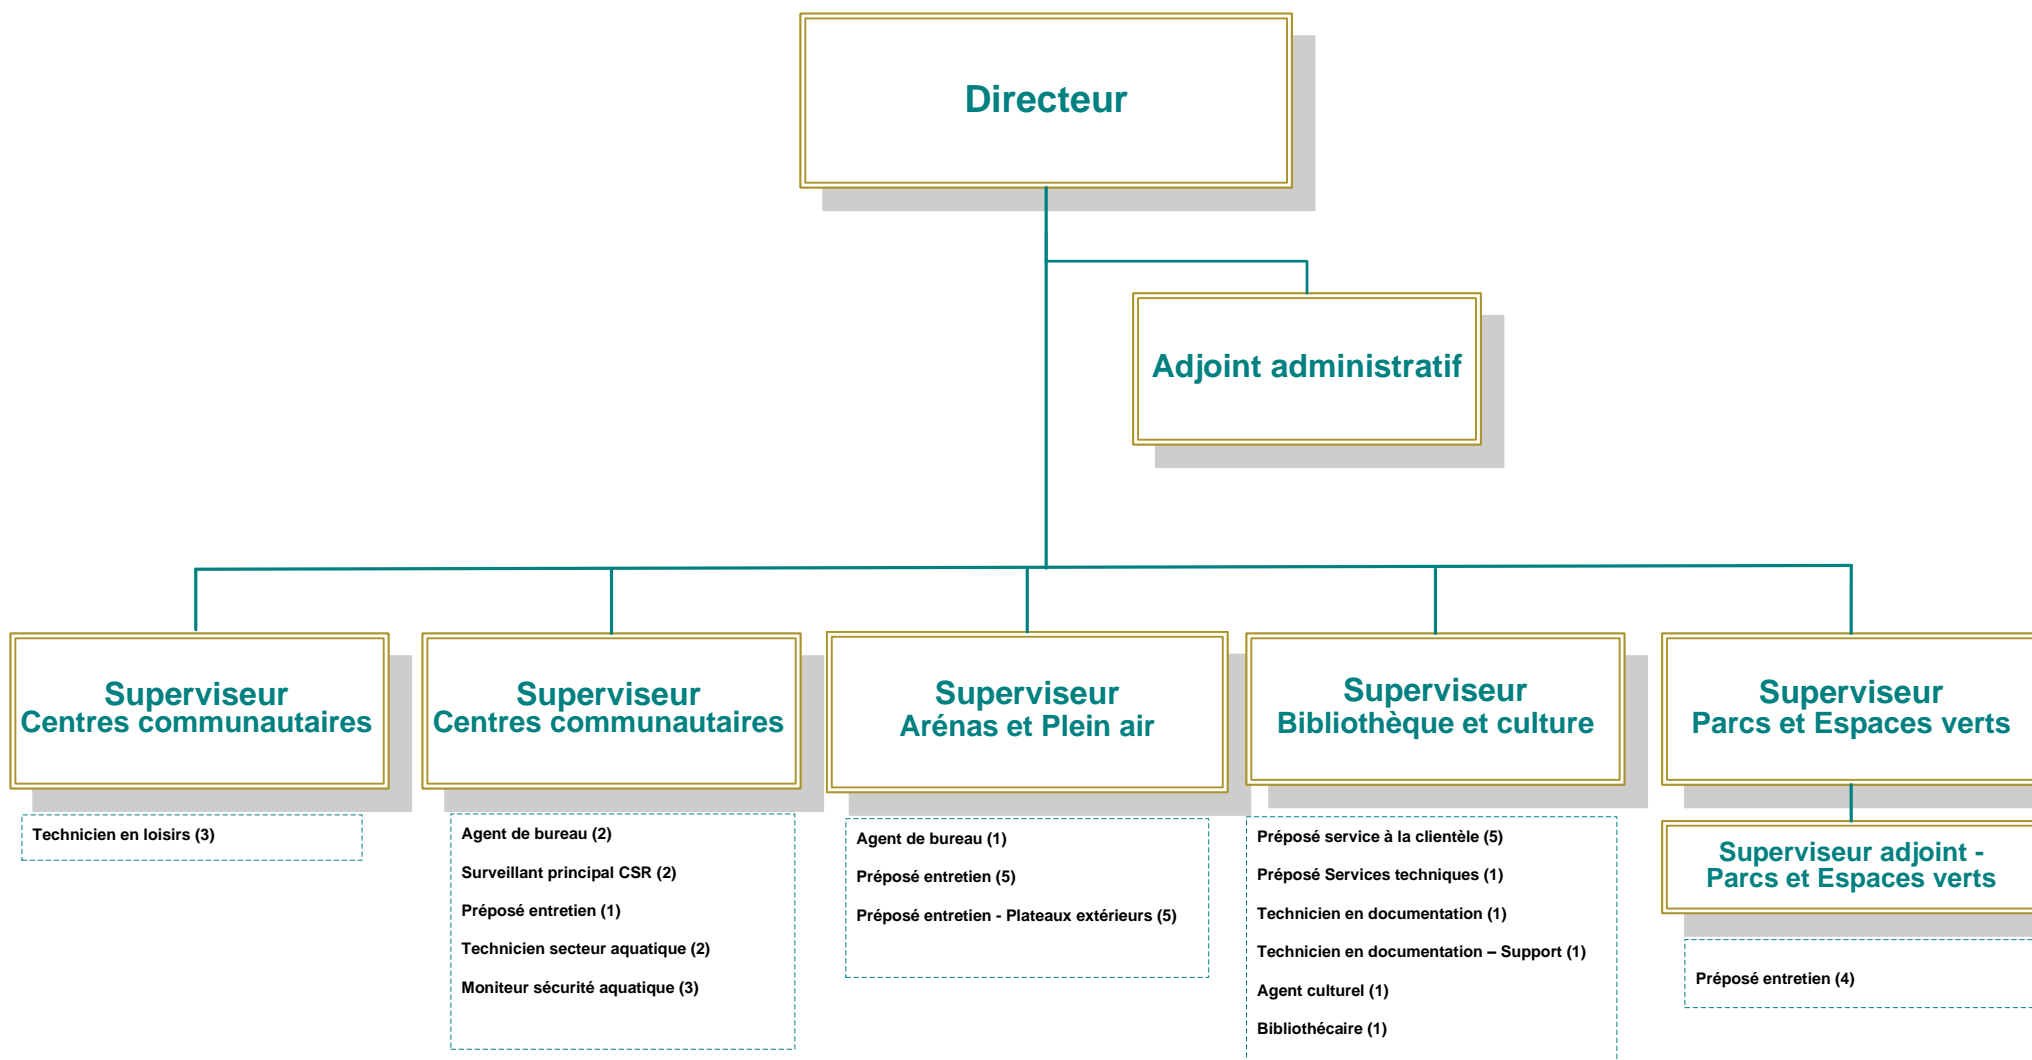 Directeur
Adjoint administratif
Superviseur
Centres communautaires
Technicien en loisirs (3)
Superviseur
Centres communautaires
Agent de bureau (2)
Surveillant principal CSR (2)
Préposé entretien (1)
Technicien secteur aquatique (2)
Moniteur sécurité aquatique (3)
Superviseur
Arénas et Plein air
Agent de bureau (1)
Préposé entretien (5)
Préposé entretien - Plateaux extérieurs (5)
Superviseur
Bibliothèque et culture
Préposé service à la clientèle (5)
Préposé Services techniques (1)
Technicien en documentation (1)
Technicien en documentation – Support (1)
Agent culturel (1)
Bibliothécaire (1)
Superviseur
Parcs et Espaces verts
Superviseur adjoint -
Parcs et Espaces verts
Préposé entretien (4)